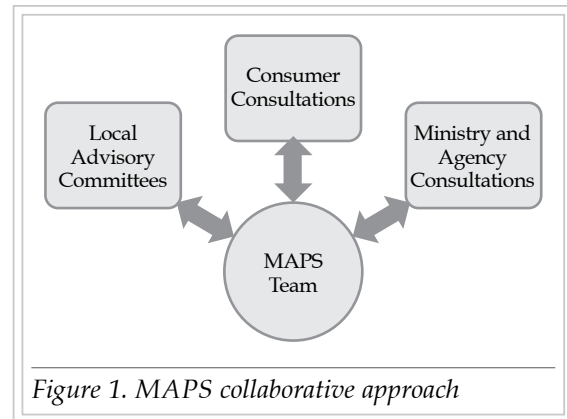 Consumer
Consultations
Local
Advisory
Committees
Ministry and
Agency
Consultations
MAPS
Team
Figure 1. MAPS collaborative approach